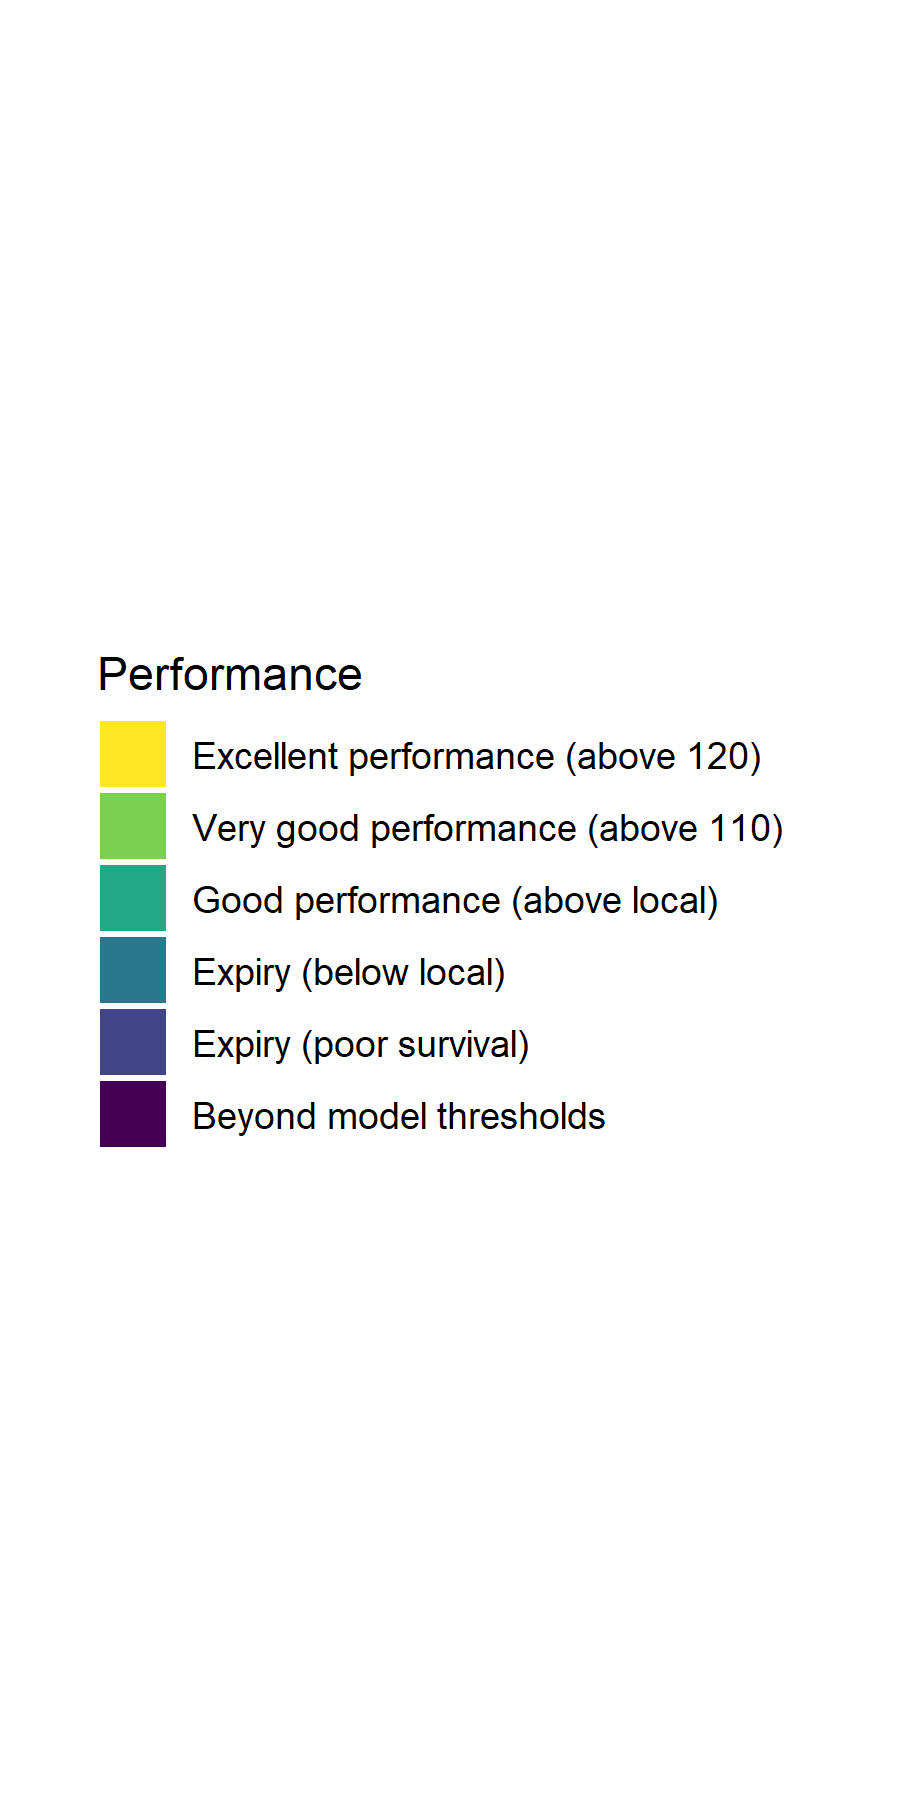 Performance
Excellent performance (above 120)
Very good performance (above 110)
Good performance (above local)
Expiry (below local)
Expiry (poor survival)
Beyond model thresholds